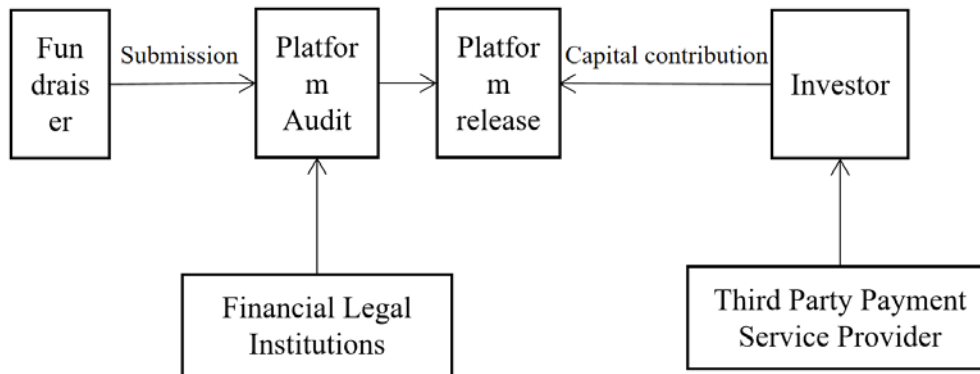 Fun
drais
er
Submission
Platfor
m
Audit
Platfor
m
release
Capital contribution
Investor
Financial Legal
Institutions
Third Party Payment
Service Provider